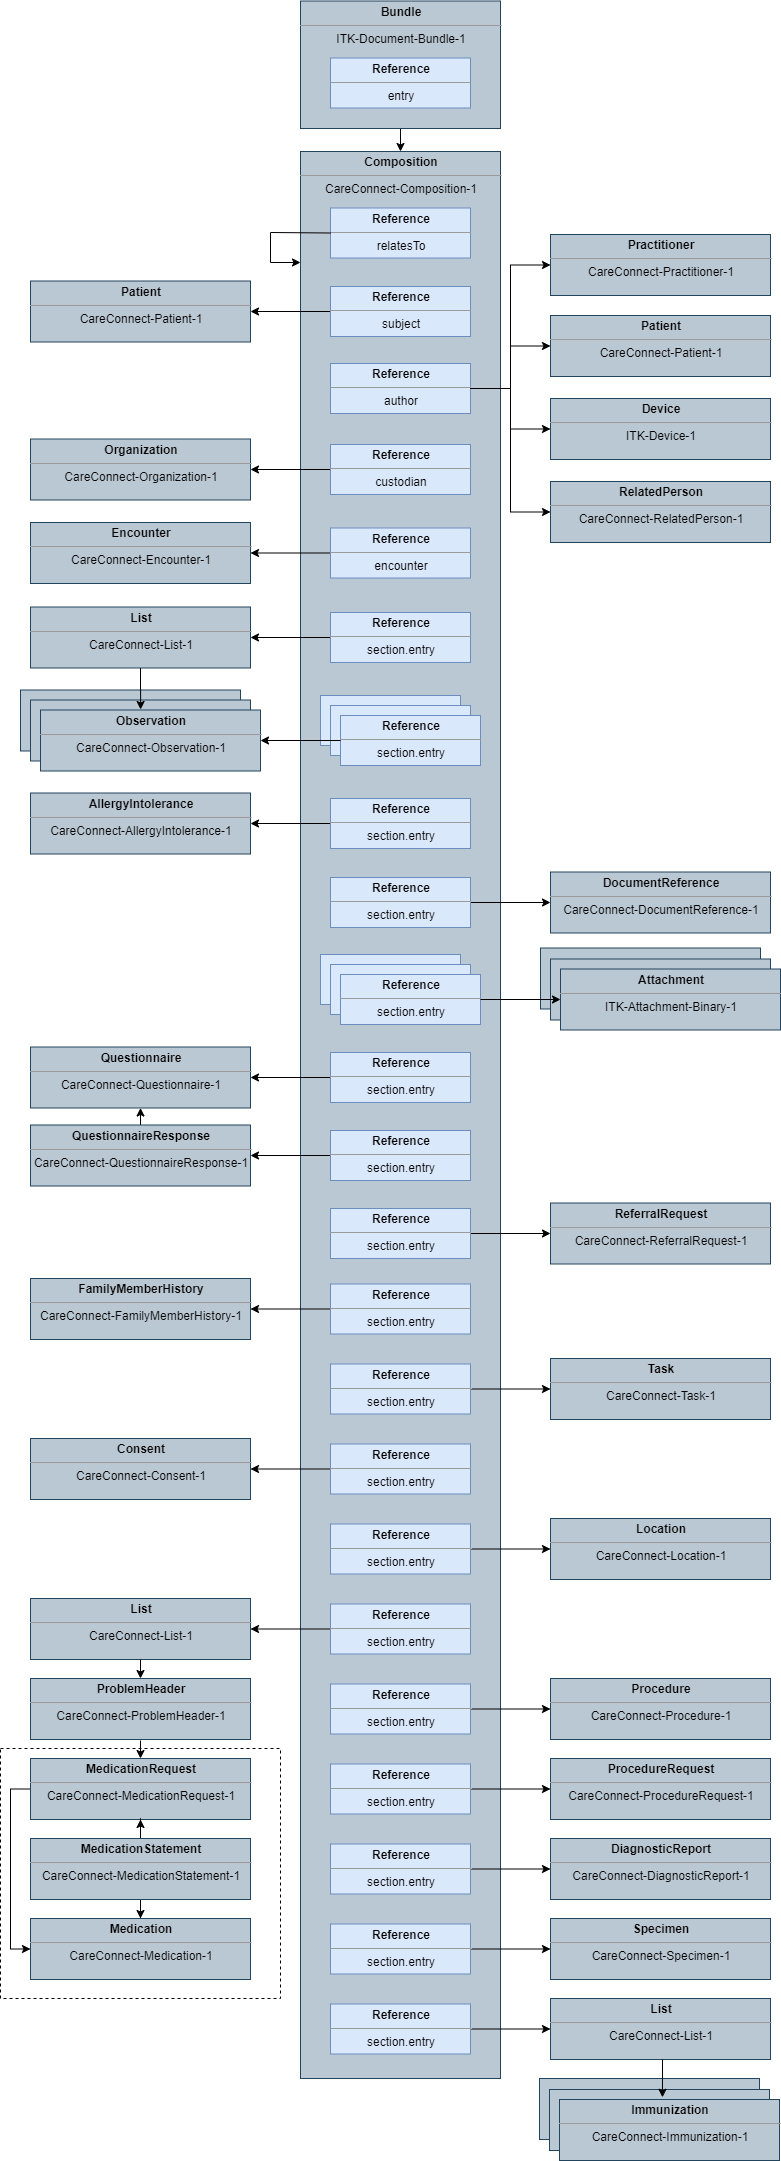 Bundle
ITK-Document-Bundle-1
Reference
entry
Composition
CareConnect-Composition-1
Reference
relatesTo
Practitioner
CareConnect-Practitioner-1
Patient
CareConnect-Patient-1
Reference
subject
Patient
CareConnect-Patient-1
Reference
author
Device
ITK-Device-1
Organization
CareConnect-Organization-1
Reference
custodian
RelatedPerson
CareConnect-RelatedPerson-1
Encounter
CareConnect-Encounter-1
Reference
encounter
List
CareConnect-List-1
Reference
section.entry
Observation
CareConnect-Observation-1
Reference
section.entry
AllergyIntolerance
CareConnect-AllergyIntolerance-1
Reference
section.entry
Reference
section.entry
DocumentReference
CareConnect-DocumentReference-1
Reference
section.entry
Attachment
ITK-Attachment-Binary-1
Questionnaire
CareConnect-Questionnaire-1
Reference
section.entry
QuestionnaireResponse
CareConnect-QuestionnaireResponse-1
Reference
section.entry
Reference
section.entry
ReferralRequest
CareConnect-ReferralRequest-1
FamilyMemberHistory
CareConnect-FamilyMemberHistory-1
Reference
section.entry
Reference
section.entry
Task
CareConnect-Task-1
Consent
CareConnect-Consent-1
Reference
section.entry
Reference
section.entry
Location
CareConnect-Location-1
List
CareConnect-List-1
Reference
section.entry
ProblemHeader
CareConnect-ProblemHeader-1
Reference
section.entry
Procedure
CareConnect-Procedure-1
MedicationRequest
CareConnect-MedicationRequest-1
Reference
section.entry
ProcedureRequest
CareConnect-ProcedureRequest-1
MedicationStatement
CareConnect-MedicationStatement-1
Reference
section.entry
DiagnosticReport
CareConnect-DiagnosticReport-1
Medication
CareConnect-Medication-1
Reference
section.entry
Specimen
CareConnect-Specimen-1
Reference
section.entry
List
CareConnect-List-1
Immunization
CareConnect-Immunization-1